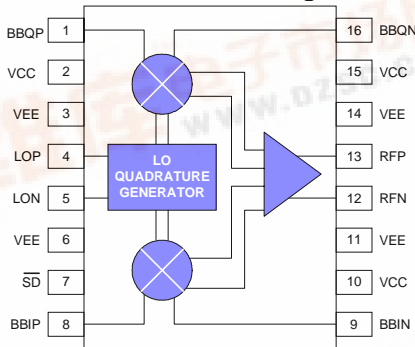 BBQP 1
VCC 2
VEE 3
LOP 4
LON 5
VEE 6
SD 7
BBIP 8
LO
QUADRATURE
GENERATOR
16 BBQN
15 VCC
14 VEE
13 RFP
12 RFN
11 VEE
10 VCC
9 BBIN